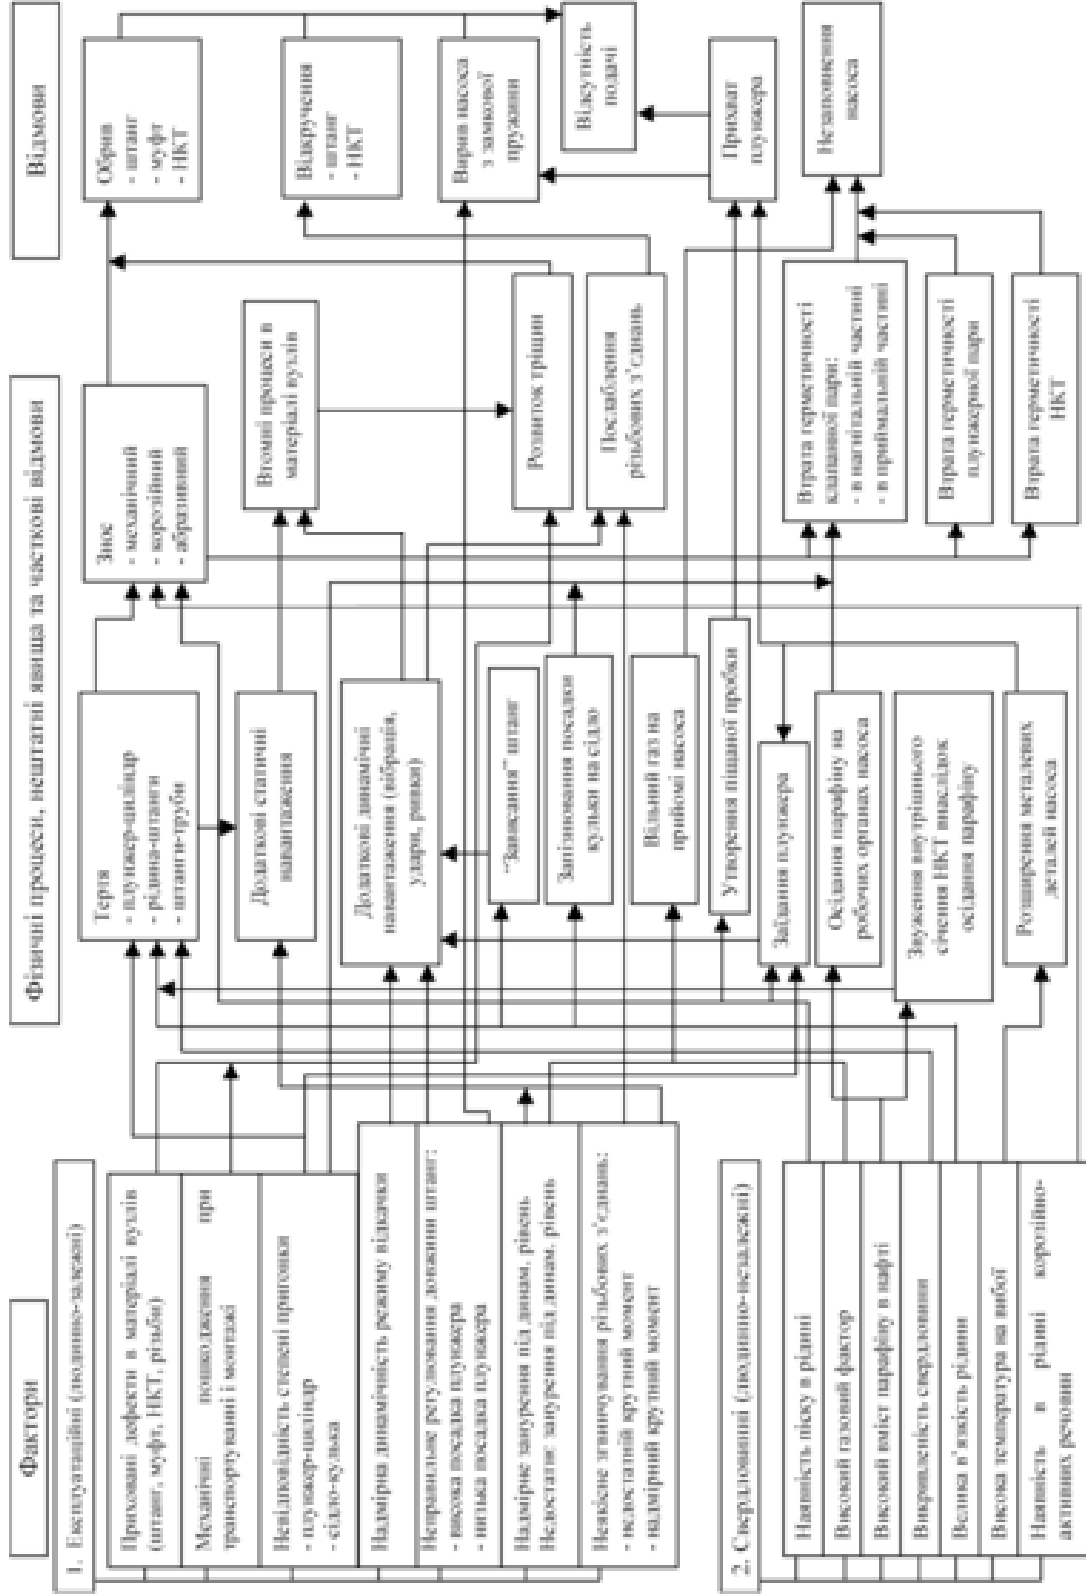 Фактори
Фізичні процеси, нештатні явища та часткові відмови
Відмови
1. Експлуатаційні (людинно-залежні)
Приховані дефекти в матеріалі вузлів
(штанг, муфт, НКТ, різьби)
Механічні пошкодження при
транспортуванні і монтажі
Невідповідність степені пригонки
- плунжер-циліндр
- сідло-кулька
Надмірна динамічність режиму відкачки
Неправильне регулювання довжини штанг:
- висока посадка плунжера
- низька посадка плунжера
Надмірне занурення під динам. рівень
Недостатнє занурення під динам. рівень
Неякісне згвинчування різьбових з'єднань:
- недостатній крутний момент
- надмірний крутний момент
2. Свердловинні (людинно-незалежні)
Наявність піску в рідині
Високий газовий фактор
Високий вміст парафіну в нафті
Викривленість свердловини
Велика в'язкість рідини
Висока температура на вибої
Наявність в рідині корозійно-
активних речовин
Тертя
- плунжер-циліндр
- рідина-штанги
- штанги-труби
Додаткові статичні
навантаження
Додаткові динамічні
навантаження (вібрація,
удари, ривки)
"Зависання" штанг
Запізнювання посадки
кульки на сідло
Вільний газ на
прийомі насоса
Утворення піщаної пробки
Заїдання плунжера
Осідання парафіну на
робочих органах насоса
Звуження внутрішнього
січення НКТ внаслідок
осідання парафіну
Розширення металевих
деталей насоса
Знос
- механічний
- корозійний
- абразивний
Втомні процеси в
матеріалі вузлів
Розвиток тріщин
Послаблення
різьбових з'єднань
Втрата герметичності
клапанної пари:
- в нагнітальній частині
- в приймальній частині
Втрата герметичності
плунжерної пари
Втрата герметичності
НКТ
Обрив
- штанг
- муфт
- НКТ
Відкручення
- штанг
- НКТ
Вирив насоса
з замкової
пружини
Відсутність
подачі
Прихват
плунжера
Незаповнення
насоса